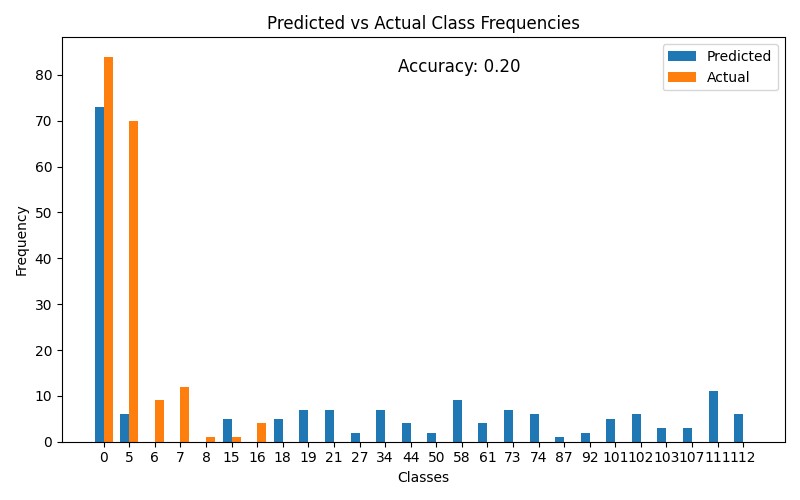 Predicted vs Actual Class Frequencies
Accuracy: 0.20
Predicted
Actual
80
70
60
50
40
30
20
10
0
Frequency
0 5 6 7 8 15 16 18 19 21 27 34 44 50 58 61 73 74 87 92 101 102 103 107 111 112
Classes